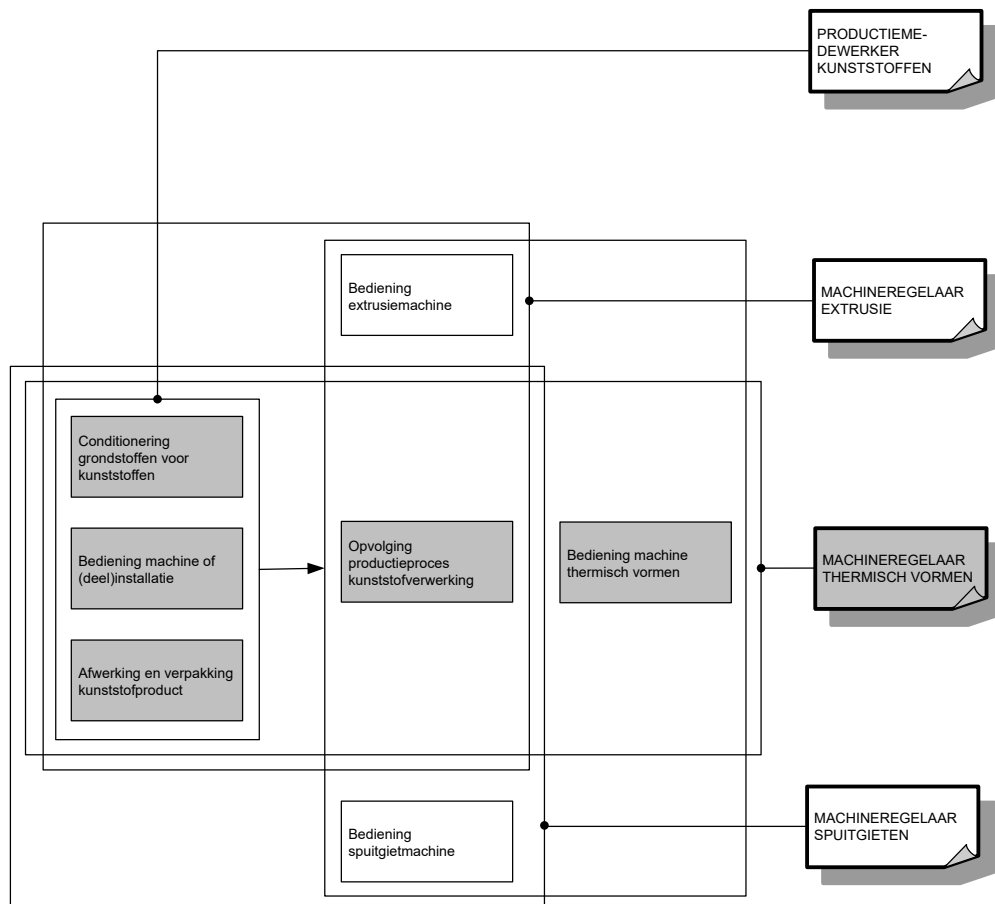 PRODUCTIEME-
DEWERKER
KUNSTSTOFFEN
Bediening
extrusiemachine
MACHINEREGELAAR
EXTRUSIE
Conditionering
grondstoffen voor
kunststoffen
Bediening machine of
(deel)installatie
Afwerking en verpakking
kunststofproduct
Opvolging
productieproces
kunststofverwerking
Bediening machine
thermisch vormen
MACHINEREGELAAR
THERMISCH VORMEN
Bediening
spuitgietmachine
MACHINEREGELAAR
SPUITGIETEN